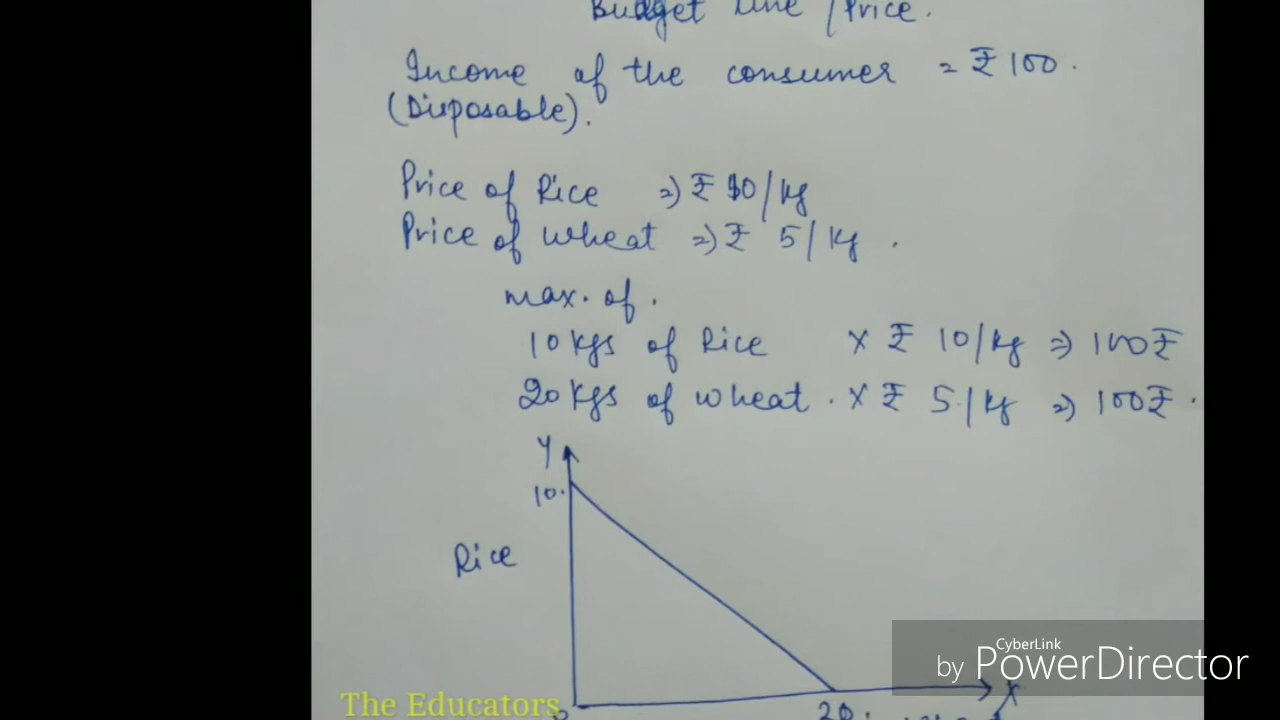 Budget line / Price.
Income of the consumer = ₹ 100.
(Disposable).
Price of Rice => ₹ 10/kg
Price of wheat => ₹ 5/kg.
max. of.
10 kgs of Rice × ₹ 10/kg => 100₹
20 kgs of wheat. × ₹ 5/kg => 100₹.
Y
10.
Rice
X
20.
The Educators
CyberLink
by PowerDirector